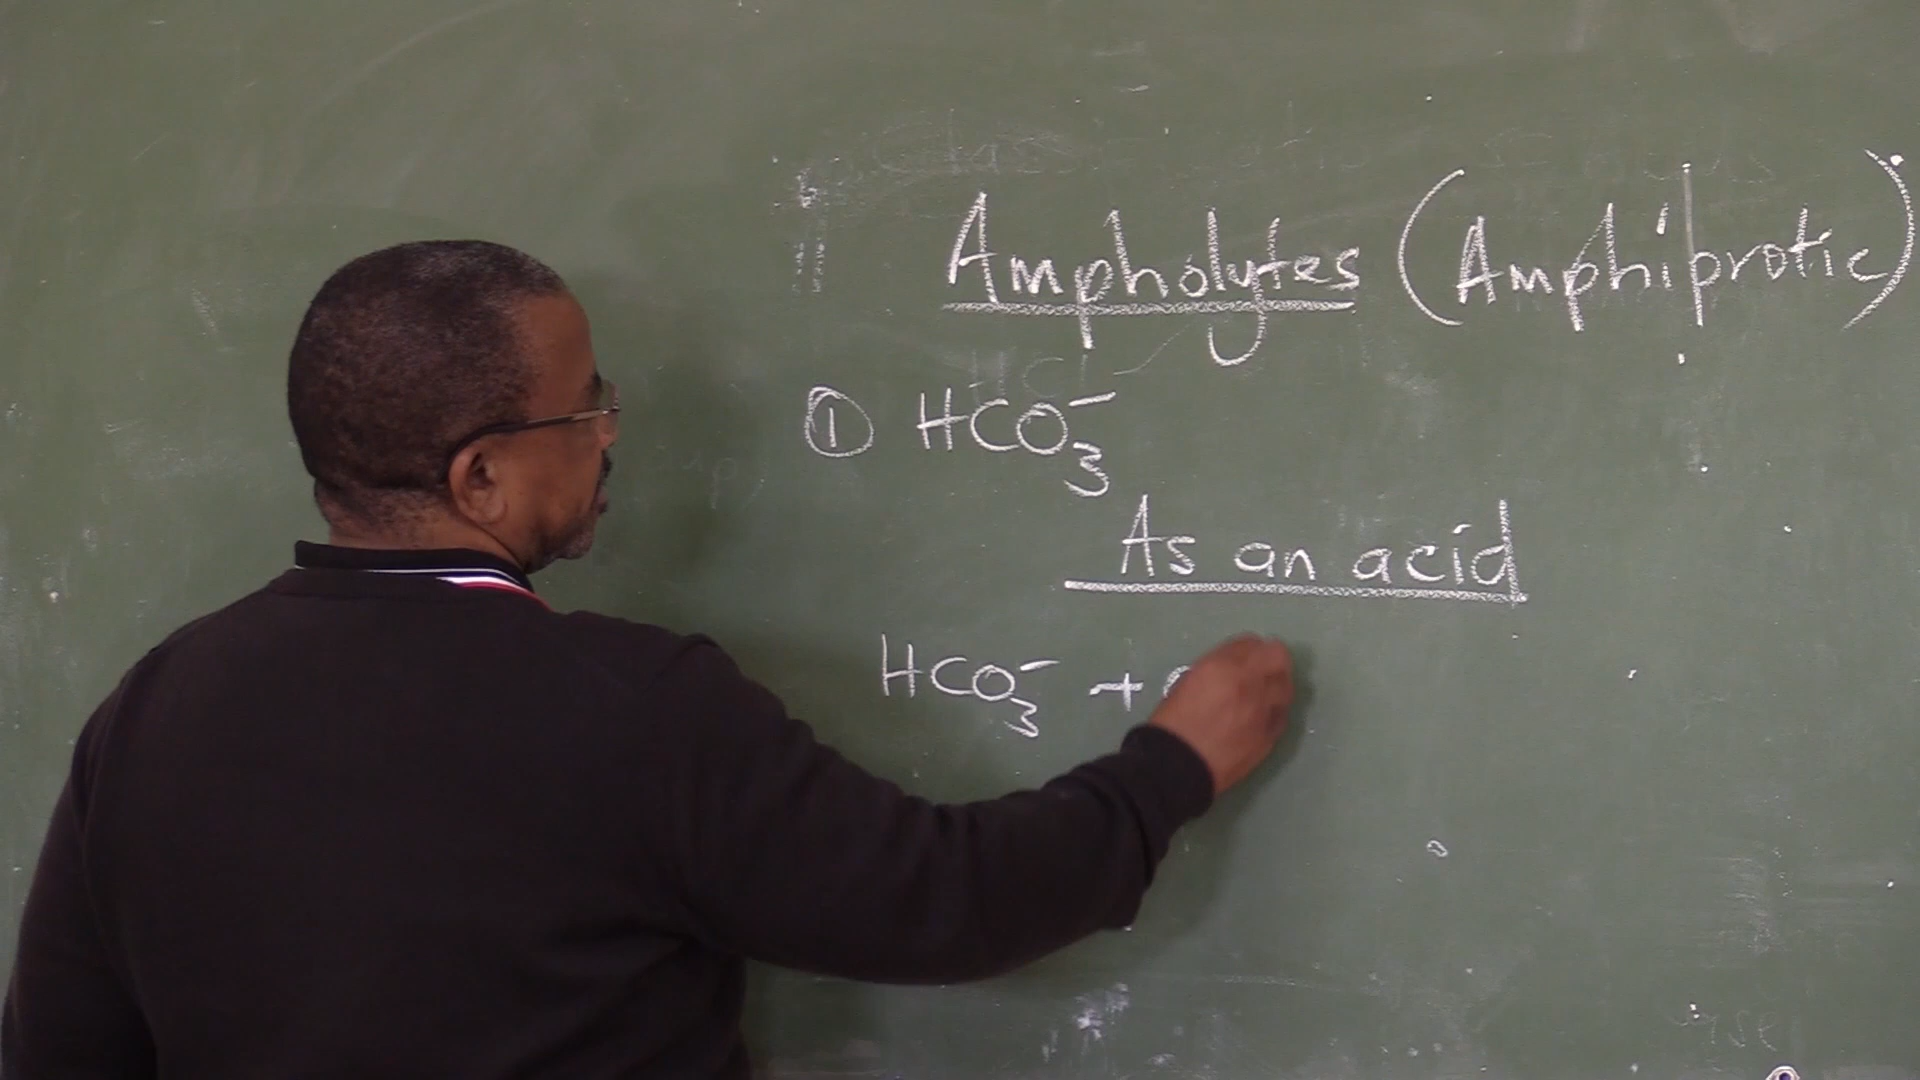 Ampholytes (Amphiprotic)
① HCO₃⁻
As an acid
HCO₃⁻ +